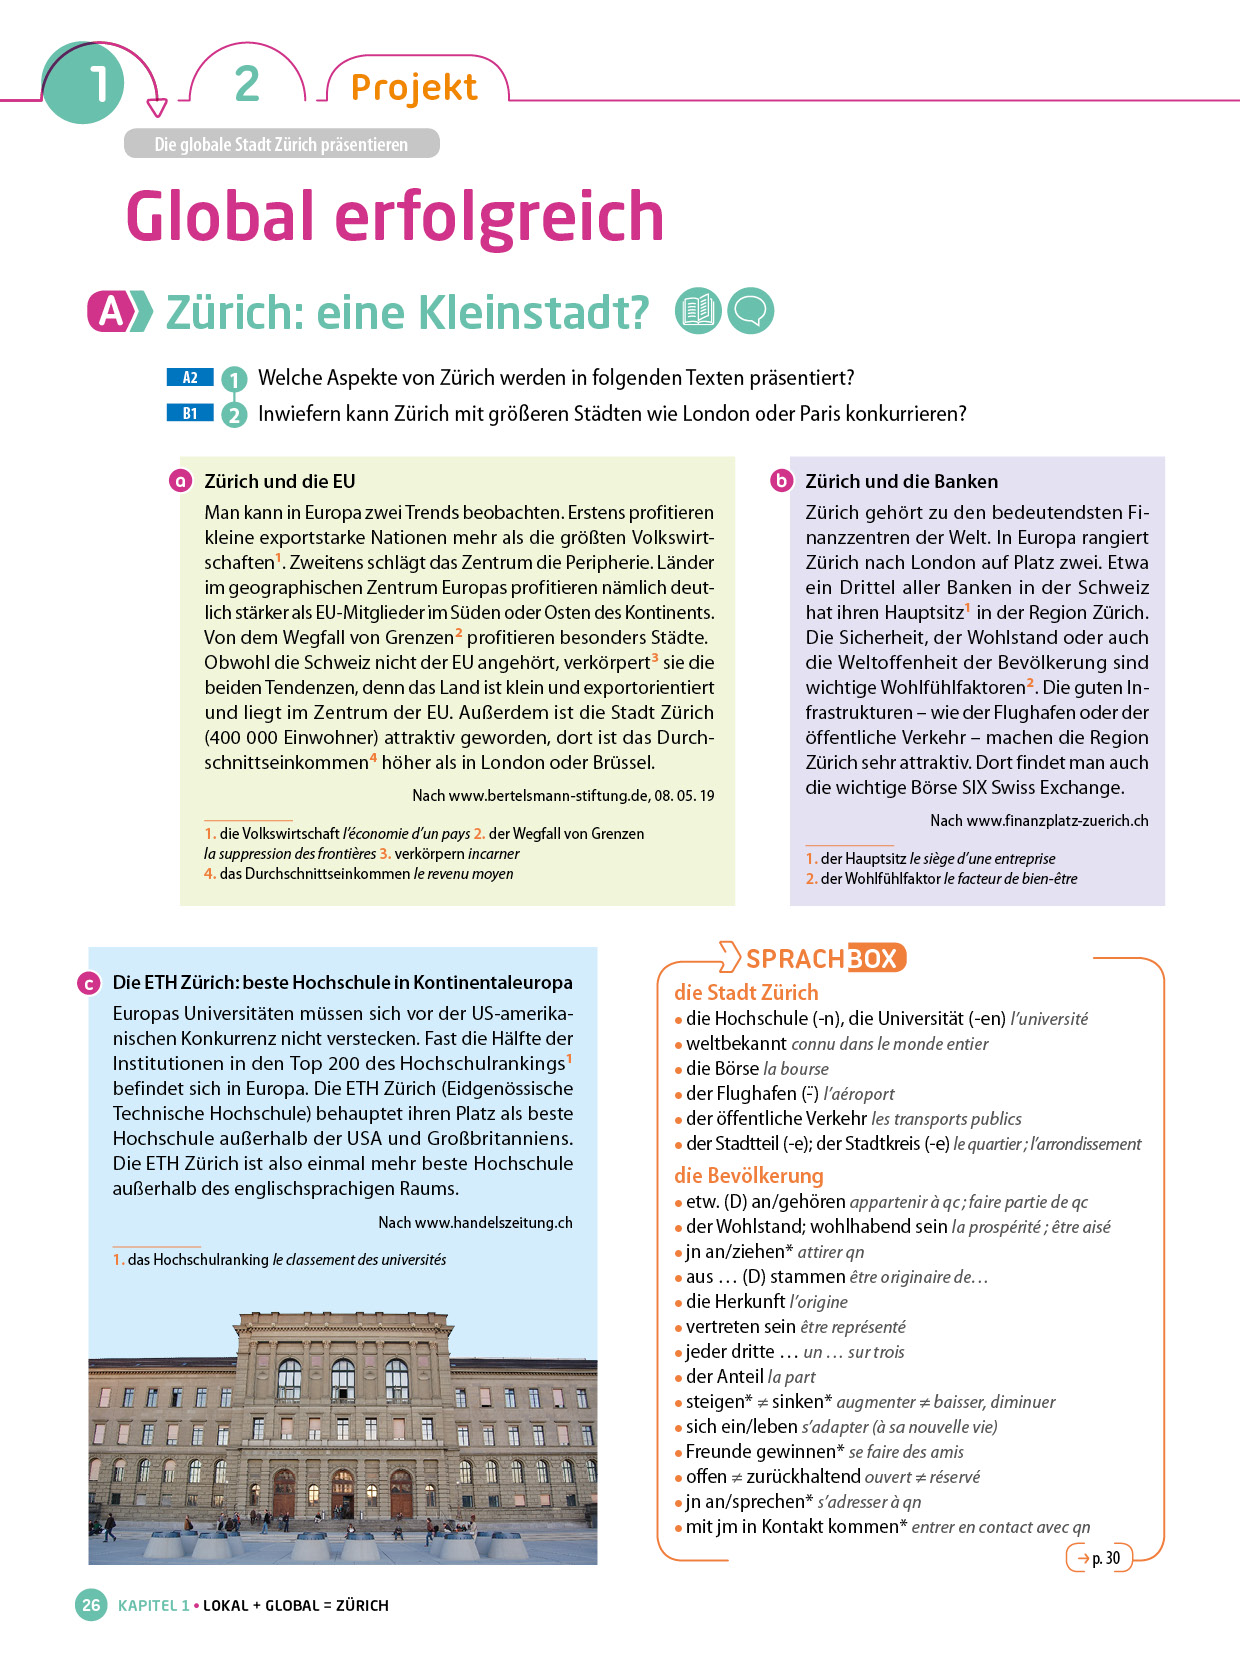 1
2
Projekt
Die globale Stadt Zürich präsentieren
Global erfolgreich
A Zürich: eine Kleinstadt?
A2 1 Welche Aspekte von Zürich werden in folgenden Texten präsentiert?
B1 2 Inwiefern kann Zürich mit größeren Städten wie London oder Paris konkurrieren?
a Zürich und die EU
Man kann in Europa zwei Trends beobachten. Erstens profitieren
kleine exportstarke Nationen mehr als die größten Volkswirt-
schaften1. Zweitens schlägt das Zentrum die Peripherie. Länder
im geographischen Zentrum Europas profitieren nämlich deut-
lich stärker als EU-Mitglieder im Süden oder Osten des Kontinents.
Von dem Wegfall von Grenzen2 profitieren besonders Städte.
Obwohl die Schweiz nicht der EU angehört, verkörpert3 sie die
beiden Tendenzen, denn das Land ist klein und exportorientiert
und liegt im Zentrum der EU. Außerdem ist die Stadt Zürich
(400 000 Einwohner) attraktiv geworden, dort ist das Durch-
schnittseinkommen4 höher als in London oder Brüssel.
Nach www.bertelsmann-stiftung.de, 08. 05. 19
1. die Volkswirtschaft l'économie d'un pays 2. der Wegfall von Grenzen
la suppression des frontières 3. verkörpern incarner
4. das Durchschnittseinkommen le revenu moyen
b Zürich und die Banken
Zürich gehört zu den bedeutendsten Fi-
nanzzentren der Welt. In Europa rangiert
Zürich nach London auf Platz zwei. Etwa
ein Drittel aller Banken in der Schweiz
hat ihren Hauptsitz1 in der Region Zürich.
Die Sicherheit, der Wohlstand oder auch
die Weltoffenheit der Bevölkerung sind
wichtige Wohlfühlfaktoren2. Die guten In-
frastrukturen – wie der Flughafen oder der
öffentliche Verkehr – machen die Region
Zürich sehr attraktiv. Dort findet man auch
die wichtige Börse SIX Swiss Exchange.
Nach www.finanzplatz-zuerich.ch
1. der Hauptsitz le siège d'une entreprise
2. der Wohlfühlfaktor le facteur de bien-être
c Die ETH Zürich: beste Hochschule in Kontinentaleuropa
Europas Universitäten müssen sich vor der US-amerika-
nischen Konkurrenz nicht verstecken. Fast die Hälfte der
Institutionen in den Top 200 des Hochschulrankings1
befindet sich in Europa. Die ETH Zürich (Eidgenössische
Technische Hochschule) behauptet ihren Platz als beste
Hochschule außerhalb der USA und Großbritanniens.
Die ETH Zürich ist also einmal mehr beste Hochschule
außerhalb des englischsprachigen Raums.
Nach www.handelszeitung.ch
1. das Hochschulranking le classement des universités
SPRACHBOX
die Stadt Zürich
• die Hochschule (-n), die Universität (-en) l'université
• weltbekannt connu dans le monde entier
• die Börse la bourse
• der Flughafen (-̈) l'aéroport
• der öffentliche Verkehr les transports publics
• der Stadtteil (-e); der Stadtkreis (-e) le quartier ; l'arrondissement
die Bevölkerung
• etw. (D) an/gehören appartenir à qc ; faire partie de qc
• der Wohlstand; wohlhabend sein la prospérité ; être aisé
• jn an/ziehen* attirer qn
• aus … (D) stammen être originaire de…
• die Herkunft l'origine
• vertreten sein être représenté
• jeder dritte … un … sur trois
• der Anteil la part
• steigen* ≠ sinken* augmenter ≠ baisser, diminuer
• sich ein/leben s'adapter (à sa nouvelle vie)
• Freunde gewinnen* se faire des amis
• offen ≠ zurückhaltend ouvert ≠ réservé
• jn an/sprechen* s'adresser à qn
• mit jm in Kontakt kommen* entrer en contact avec qn
→ p. 30
26 KAPITEL 1 • LOKAL + GLOBAL = ZÜRICH